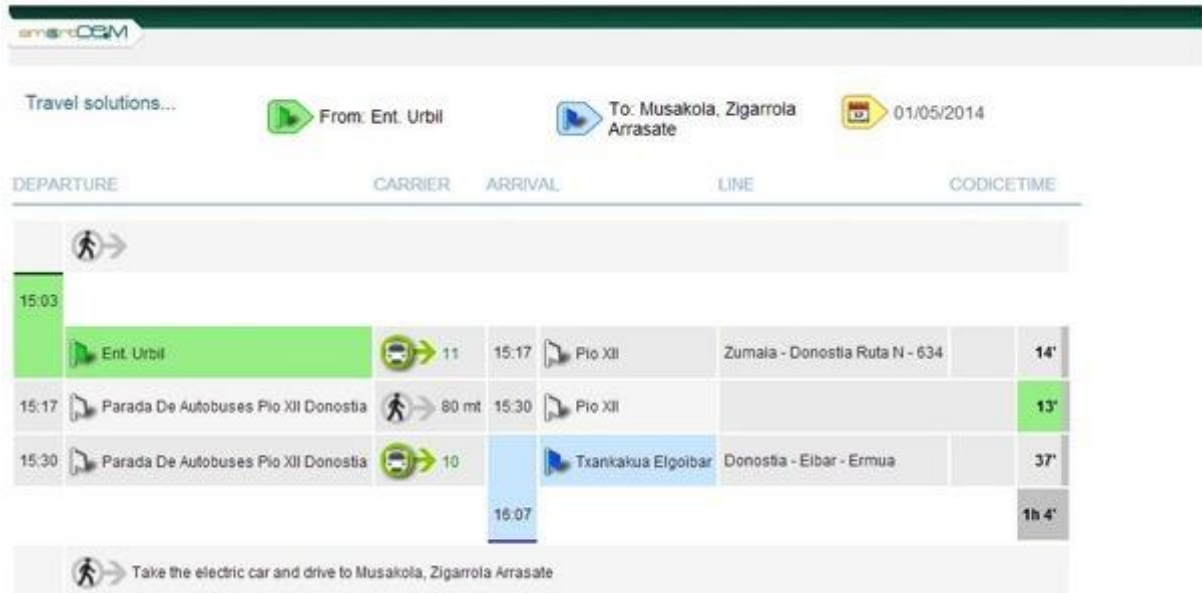 smartCEM
Travel solutions...
From: Ent. Urbil
To: Musakola, Zigarrola
Arrasate
01/05/2014
DEPARTURE CARRIER ARRIVAL LINE CODICE TIME
15:03
Ent. Urbil 11 15:17 Pio XII Zumaia - Donostia Ruta N - 634 14'
15:17 Parada De Autobuses Pio XII Donostia 80 mt 15:30 Pio XII 13'
15:30 Parada De Autobuses Pio XII Donostia 10 Txankakua Elgoibar Donostia - Eibar - Ermua 37'
16:07 1h 4'
Take the electric car and drive to Musakola, Zigarrola Arrasate